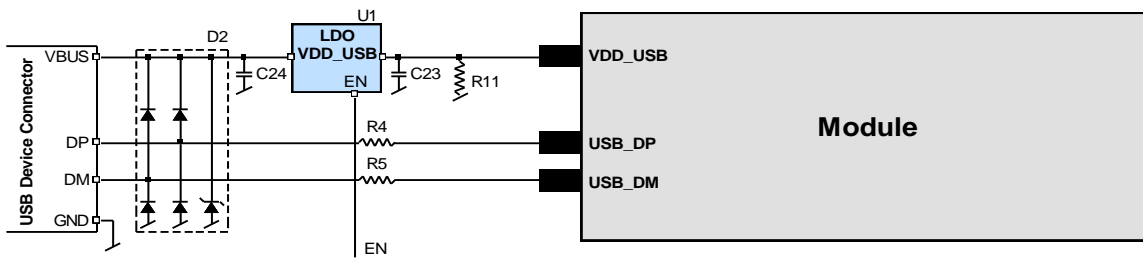 U1
D2
LDO
VDD_USB
EN
VBUS
C24
C23
R11
VDD_USB
USB Device Connector
Module
DP
R4
USB_DP
DM
R5
USB_DM
GND
EN